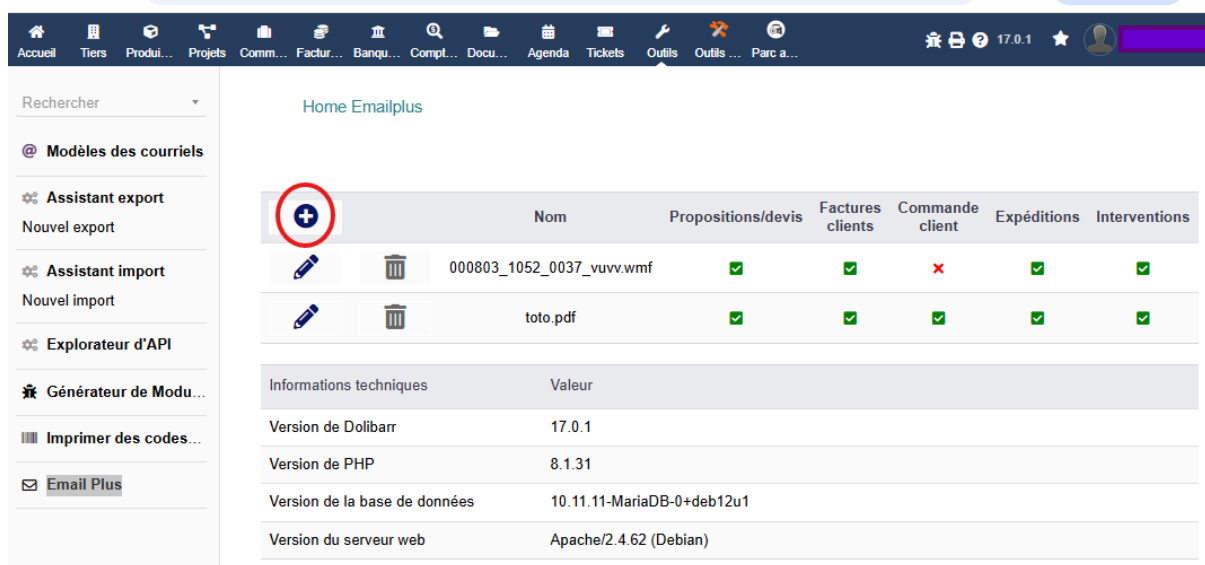 Accueil Tiers Produi... Projets Comm... Factur... Banqu... Compt... Docu... Agenda Tickets Outils Outils ... Parc a... 17.0.1
Rechercher
Modèles des courriels
Assistant export
Nouvel export
Assistant import
Nouvel import
Explorateur d'API
Générateur de Modu...
Imprimer des codes...
Email Plus
Home Emailplus
Nom Propositions/devis Factures clients Commande client Expéditions Interventions
000803_1052_0037_vuvv.wmf
toto.pdf
Informations techniques Valeur
Version de Dolibarr 17.0.1
Version de PHP 8.1.31
Version de la base de données 10.11.11-MariaDB-0+deb12u1
Version du serveur web Apache/2.4.62 (Debian)